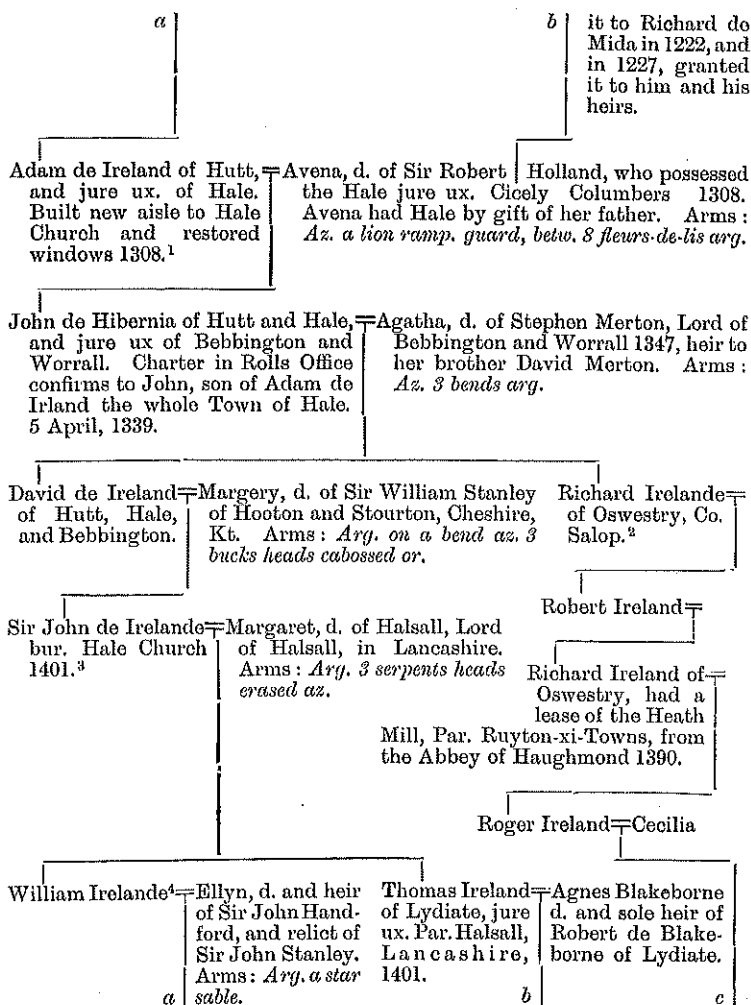 a
b
it to Richard de
Mida in 1222, and
in 1227, granted
it to him and his
heirs.
Adam de Ireland of Hutt,
and jure ux. of Hale.
Built new aisle to Hale
Church and restored
windows 1308.¹
Avena, d. of Sir Robert Holland, who possessed
the Hale jure ux. Cicely Columbers 1308.
Avena had Hale by gift of her father. Arms:
Az. a lion ramp. guard, betw. 8 fleurs-de-lis arg.
John de Hibernia of Hutt and Hale,
and jure ux of Bebbington and
Worrall. Charter in Rolls Office
confirms to John, son of Adam de
Irland the whole Town of Hale.
5 April, 1339.
Agatha, d. of Stephen Merton, Lord of
Bebbington and Worrall 1347, heir to
her brother David Merton. Arms:
Az. 3 bends arg.
David de Ireland
of Hutt, Hale,
and Bebbington.
Margery, d. of Sir William Stanley
of Hooton and Stourton, Cheshire,
Kt. Arms: Arg. on a bend az. 3
bucks heads cabossed or.
Richard Irelande
of Oswestry, Co.
Salop.²
Robert Ireland
Sir John de Irelande
bur. Hale Church
1401.³
Margaret, d. of Halsall, Lord
of Halsall, in Lancashire.
Arms: Arg. 3 serpents heads
erased az.
Richard Ireland of
Oswestry, had a
lease of the Heath
Mill, Par. Ruyton-xi-Towns, from
the Abbey of Haughmond 1390.
Roger Ireland
Cecilia
William Irelande⁴
Ellyn, d. and heir
of Sir John Hand-
ford, and relict of
Sir John Stanley.
Arms: Arg. a star
sable.
Thomas Ireland
of Lydiate, jure
ux. Par. Halsall,
Lancashire,
1401.
Agnes Blakeborne
d. and sole heir of
Robert de Blake-
borne of Lydiate.
a
b
c